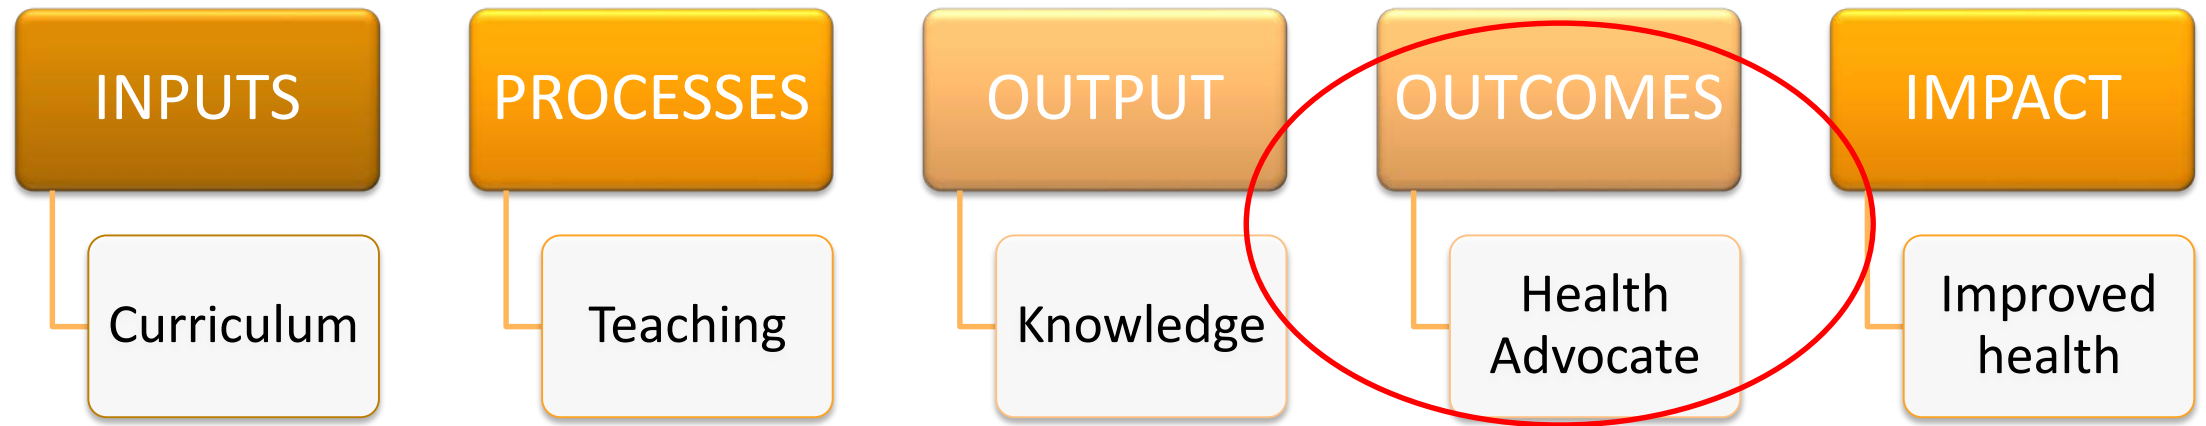 INPUTS
PROCESSES
OUTPUT
OUTCOMES
IMPACT
Curriculum
Teaching
Knowledge
Health
Advocate
Improved
health